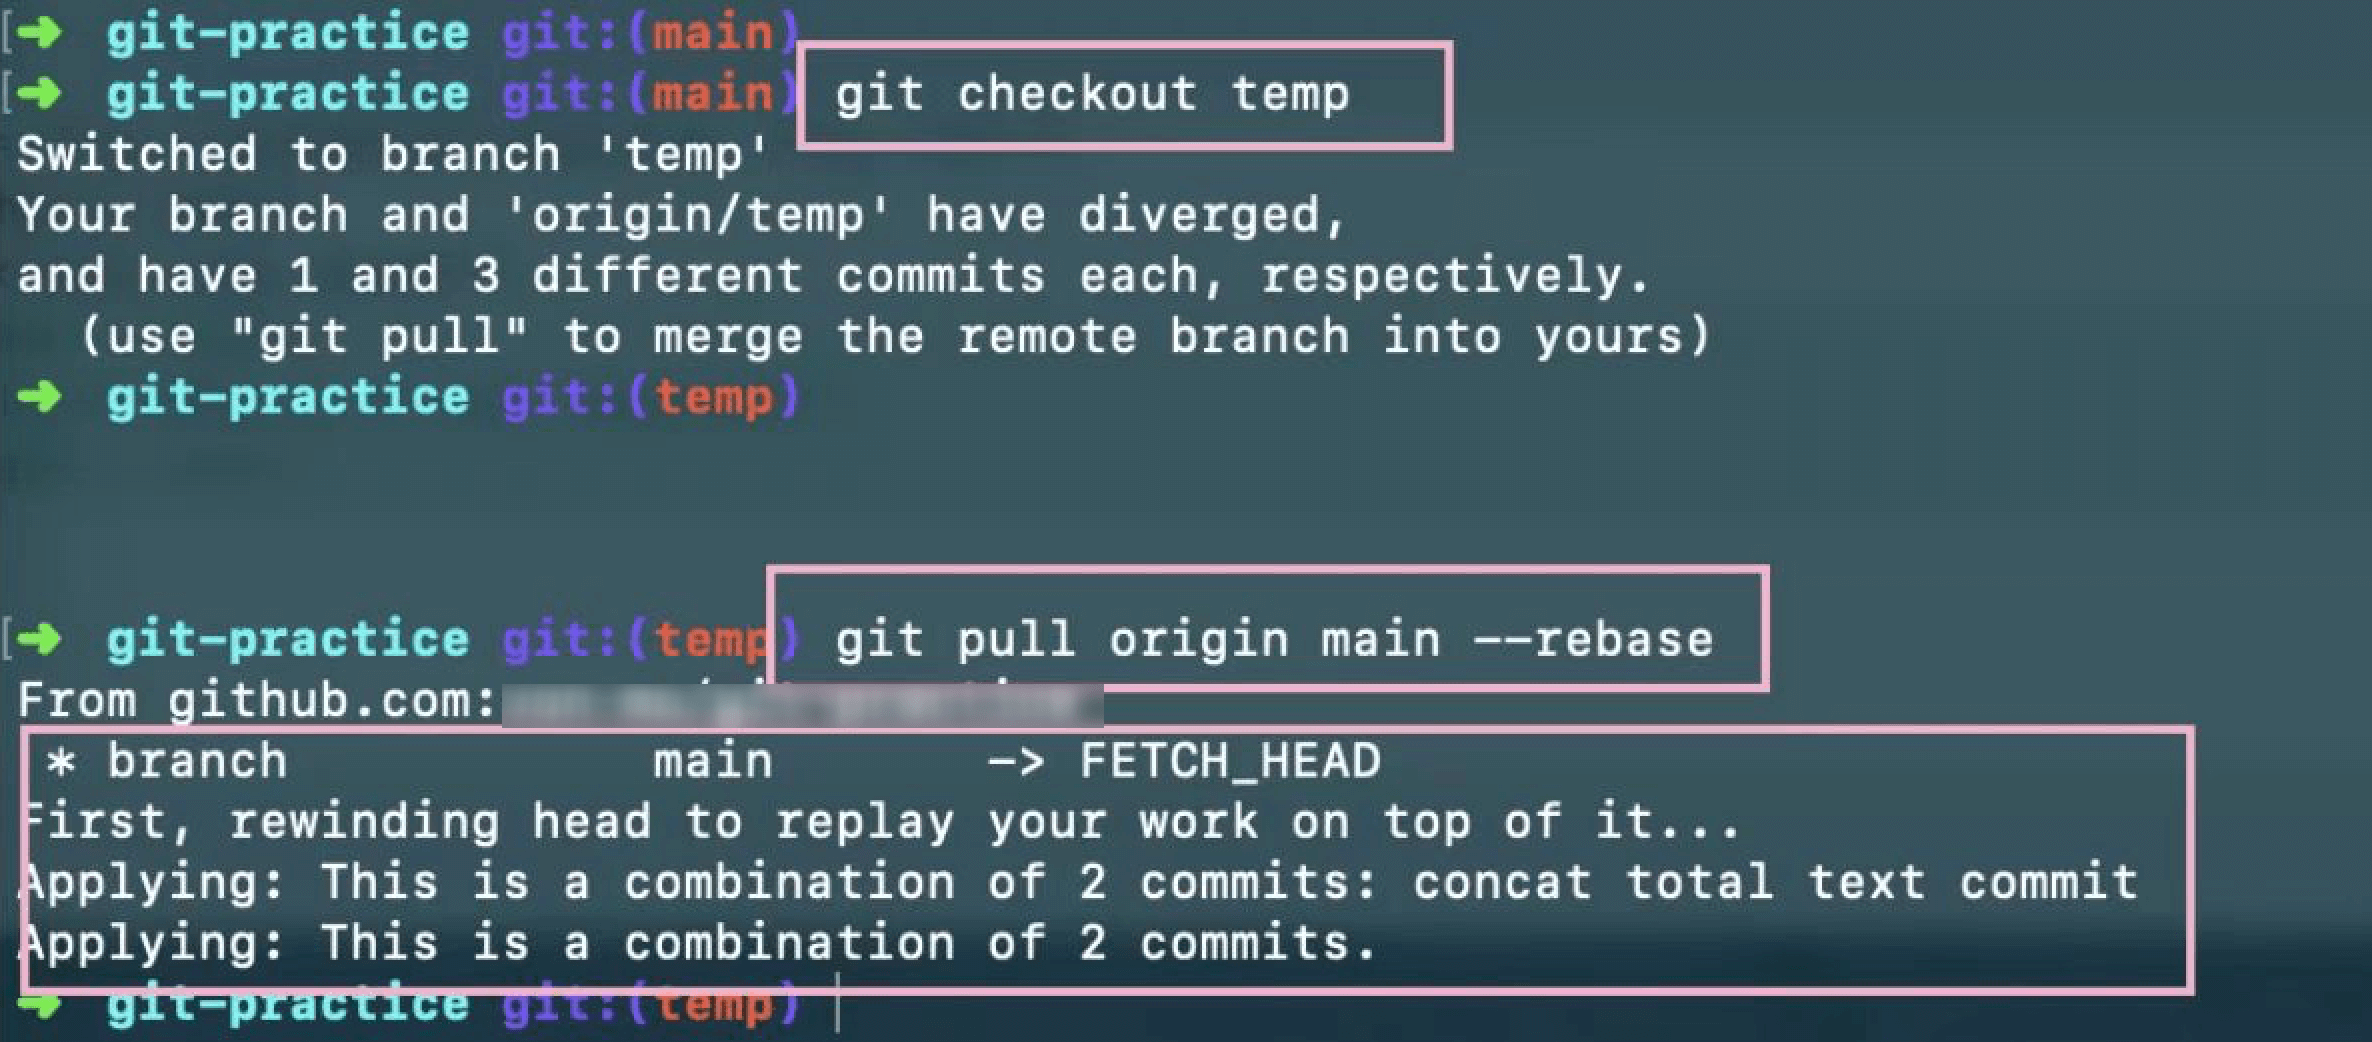 ➜ git-practice git:(main)
➜ git-practice git:(main) git checkout temp
Switched to branch 'temp'
Your branch and 'origin/temp' have diverged,
and have 1 and 3 different commits each, respectively.
(use "git pull" to merge the remote branch into yours)
➜ git-practice git:(temp)
➜ git-practice git:(temp) git pull origin main --rebase
From github.com:
* branch main -> FETCH_HEAD
First, rewinding head to replay your work on top of it...
Applying: This is a combination of 2 commits: concat total text commit
Applying: This is a combination of 2 commits.
➜ git-practice git:(temp)